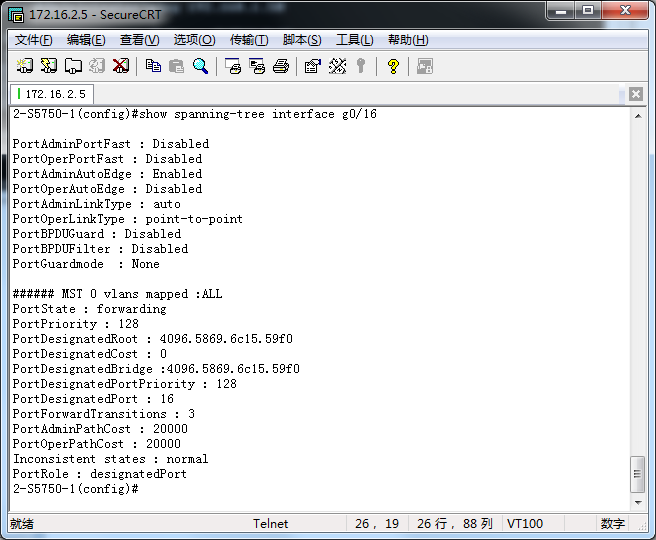 172.16.2.5 - SecureCRT
文件(F) 编辑(E) 查看(V) 选项(O) 传输(T) 脚本(S) 工具(L) 帮助(H)
172.16.2.5
2-S5750-1(config)#show spanning-tree interface g0/16
PortAdminPortFast : Disabled
PortOperPortFast : Disabled
PortAdminAutoEdge : Enabled
PortOperAutoEdge : Disabled
PortAdminLinkType : auto
PortOperLinkType : point-to-point
PortBPDUGuard : Disabled
PortBPDUFilter : Disabled
PortGuardmode  : None
###### MST 0 vlans mapped :ALL
PortState : forwarding
PortPriority : 128
PortDesignatedRoot : 4096.5869.6c15.59f0
PortDesignatedCost : 0
PortDesignatedBridge :4096.5869.6c15.59f0
PortDesignatedPortPriority : 128
PortDesignatedPort : 16
PortForwardTransitions : 3
PortAdminPathCost : 20000
PortOperPathCost : 20000
Inconsistent states : normal
PortRole : designatedPort
2-S5750-1(config)#
就绪 Telnet 26， 19 26 行， 88 列 VT100 数字